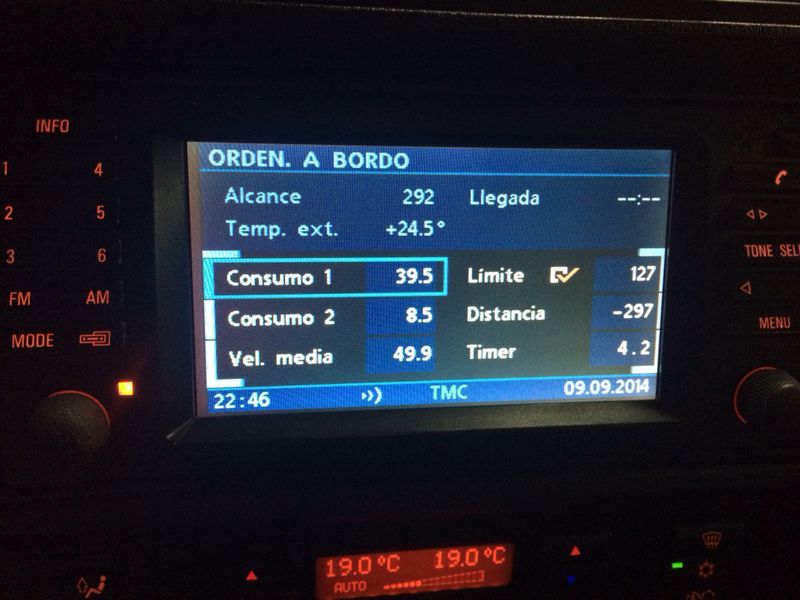 INFO
1 4
2 5
3 6
FM AM
MODE
ORDEN. A BORDO
Alcance 292 Llegada --:--
Temp. ext. +24.5°
Consumo 1 39.5 Límite 127
Consumo 2 8.5 Distancia -297
Vel. media 49.9 Timer 4.2
22:46 TMC 09.09.2014
TONE SEL
MENU
19.0°C 19.0°C
AUTO